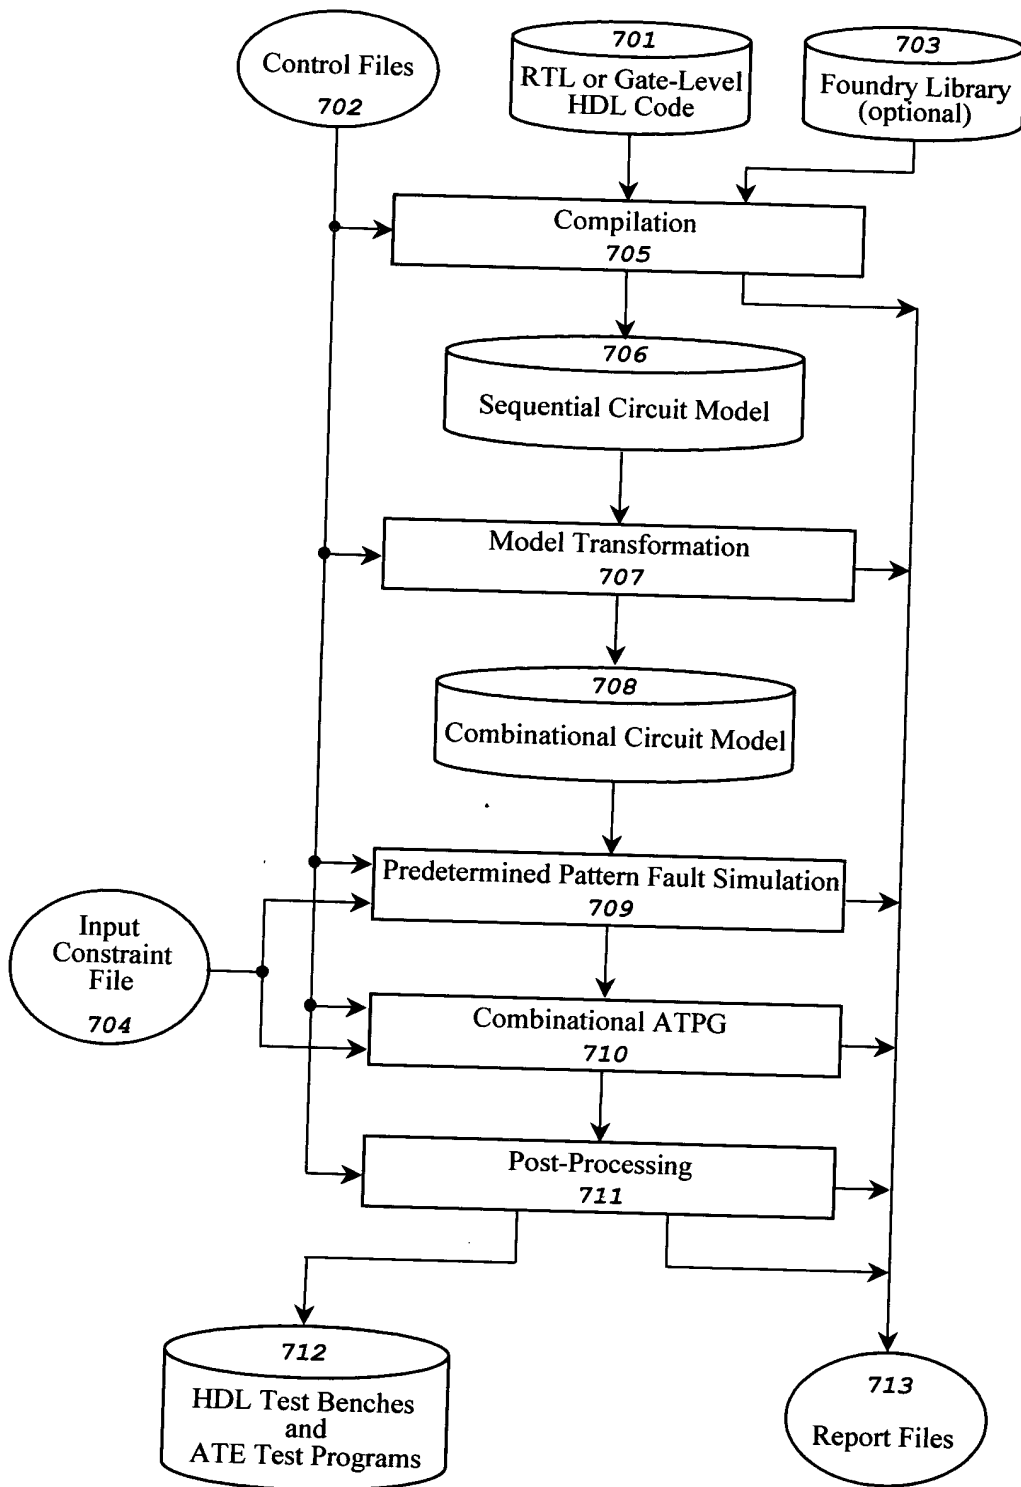 Control Files
702
701
RTL or Gate-Level
HDL Code
703
Foundry Library
(optional)
Compilation
705
706
Sequential Circuit Model
Model Transformation
707
708
Combinational Circuit Model
Predetermined Pattern Fault Simulation
709
Input
Constraint
File
704
Combinational ATPG
710
Post-Processing
711
712
HDL Test Benches
and
ATE Test Programs
713
Report Files